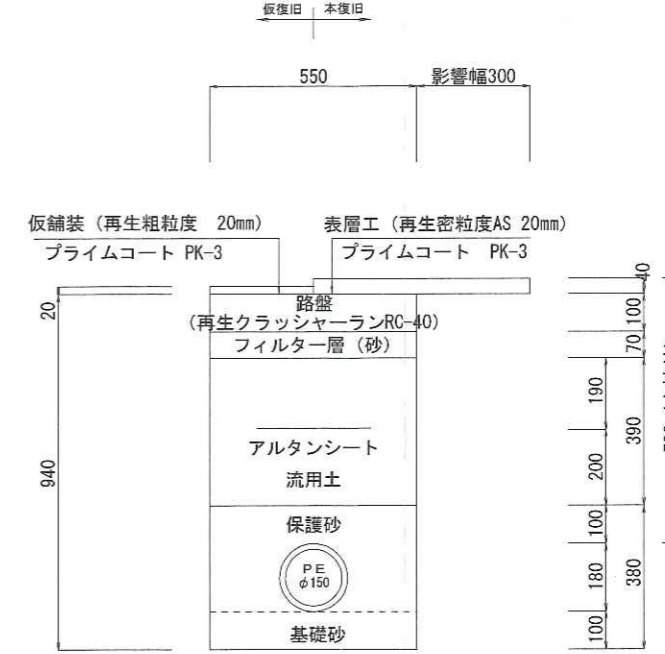 仮復旧 本復旧
550 影響幅300
仮舗装（再生粗粒度 20mm） 表層工（再生密粒度AS 20mm）
プライムコート PK-3 プライムコート PK-3
20
40
路盤
（再生クラッシャーランRC-40）
100
フィルター層（砂）
70
190
390
アルタンシート
940
流用土
200
保護砂
100
PE
φ150
180
380
基礎砂
100